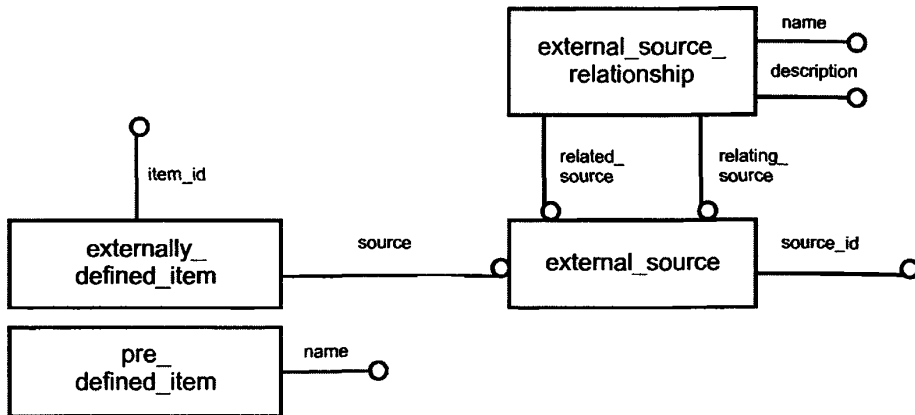 external_source_
relationship
name
description
related_
source
relating_
source
item_id
externally_
defined_item
source
external_source
source_id
pre_
defined_item
name